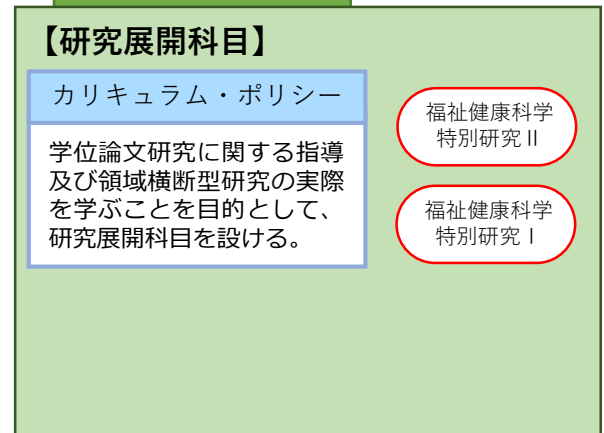 【研究展開科目】
カリキュラム・ポリシー
学位論文研究に関する指導
及び領域横断型研究の実際
を学ぶことを目的として、
研究展開科目を設ける。
福祉健康科学
特別研究Ⅱ
福祉健康科学
特別研究Ⅰ